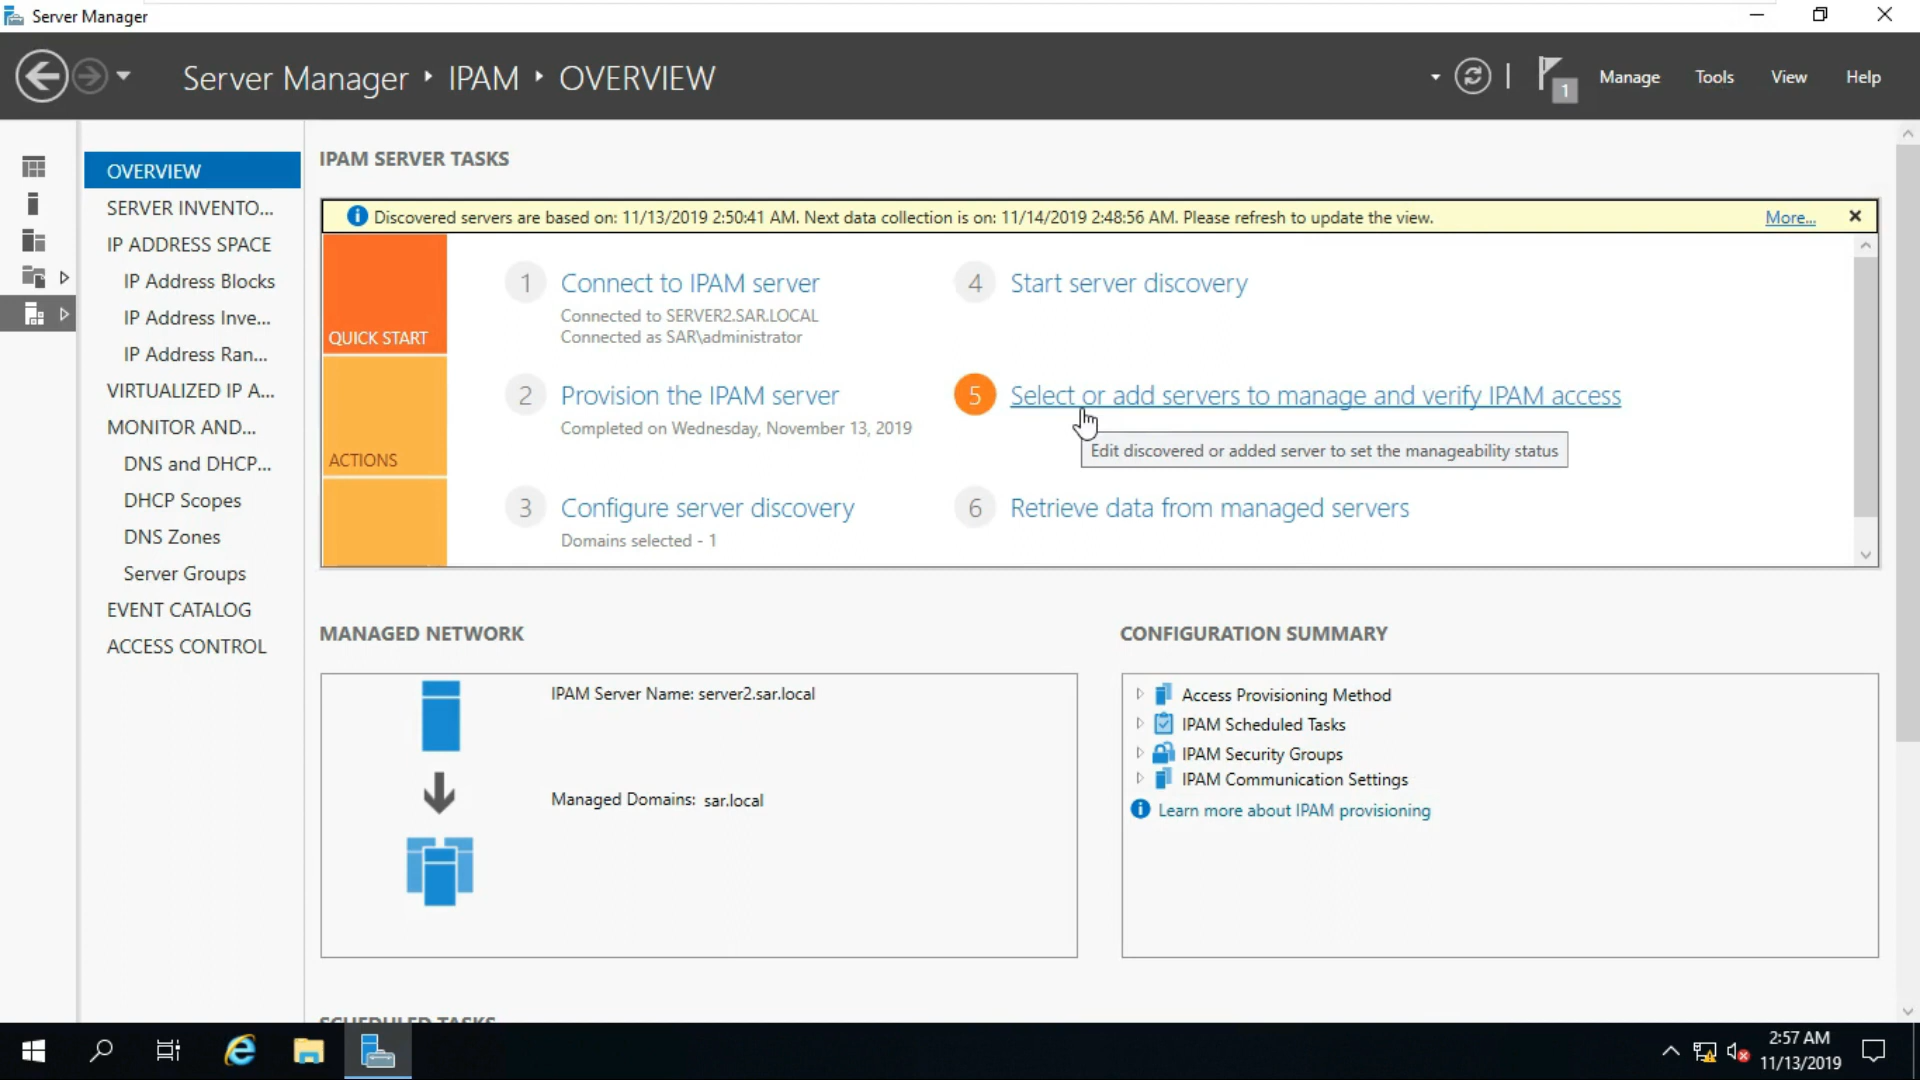 Server Manager
Server Manager ‣ IPAM ‣ OVERVIEW
1
Manage
Tools
View
Help
OVERVIEW
SERVER INVENTO...
IP ADDRESS SPACE
IP Address Blocks
IP Address Inve...
IP Address Ran...
VIRTUALIZED IP A...
MONITOR AND...
DNS and DHCP...
DHCP Scopes
DNS Zones
Server Groups
EVENT CATALOG
ACCESS CONTROL
IPAM SERVER TASKS
Discovered servers are based on: 11/13/2019 2:50:41 AM. Next data collection is on: 11/14/2019 2:48:56 AM. Please refresh to update the view.
More...
QUICK START
ACTIONS
1 Connect to IPAM server
Connected to SERVER2.SAR.LOCAL
Connected as SAR\administrator
2 Provision the IPAM server
Completed on Wednesday, November 13, 2019
3 Configure server discovery
Domains selected - 1
4 Start server discovery
5 Select or add servers to manage and verify IPAM access
Edit discovered or added server to set the manageability status
6 Retrieve data from managed servers
MANAGED NETWORK
IPAM Server Name: server2.sar.local
Managed Domains: sar.local
CONFIGURATION SUMMARY
Access Provisioning Method
IPAM Scheduled Tasks
IPAM Security Groups
IPAM Communication Settings
Learn more about IPAM provisioning
SCHEDULED TASKS
2:57 AM
11/13/2019